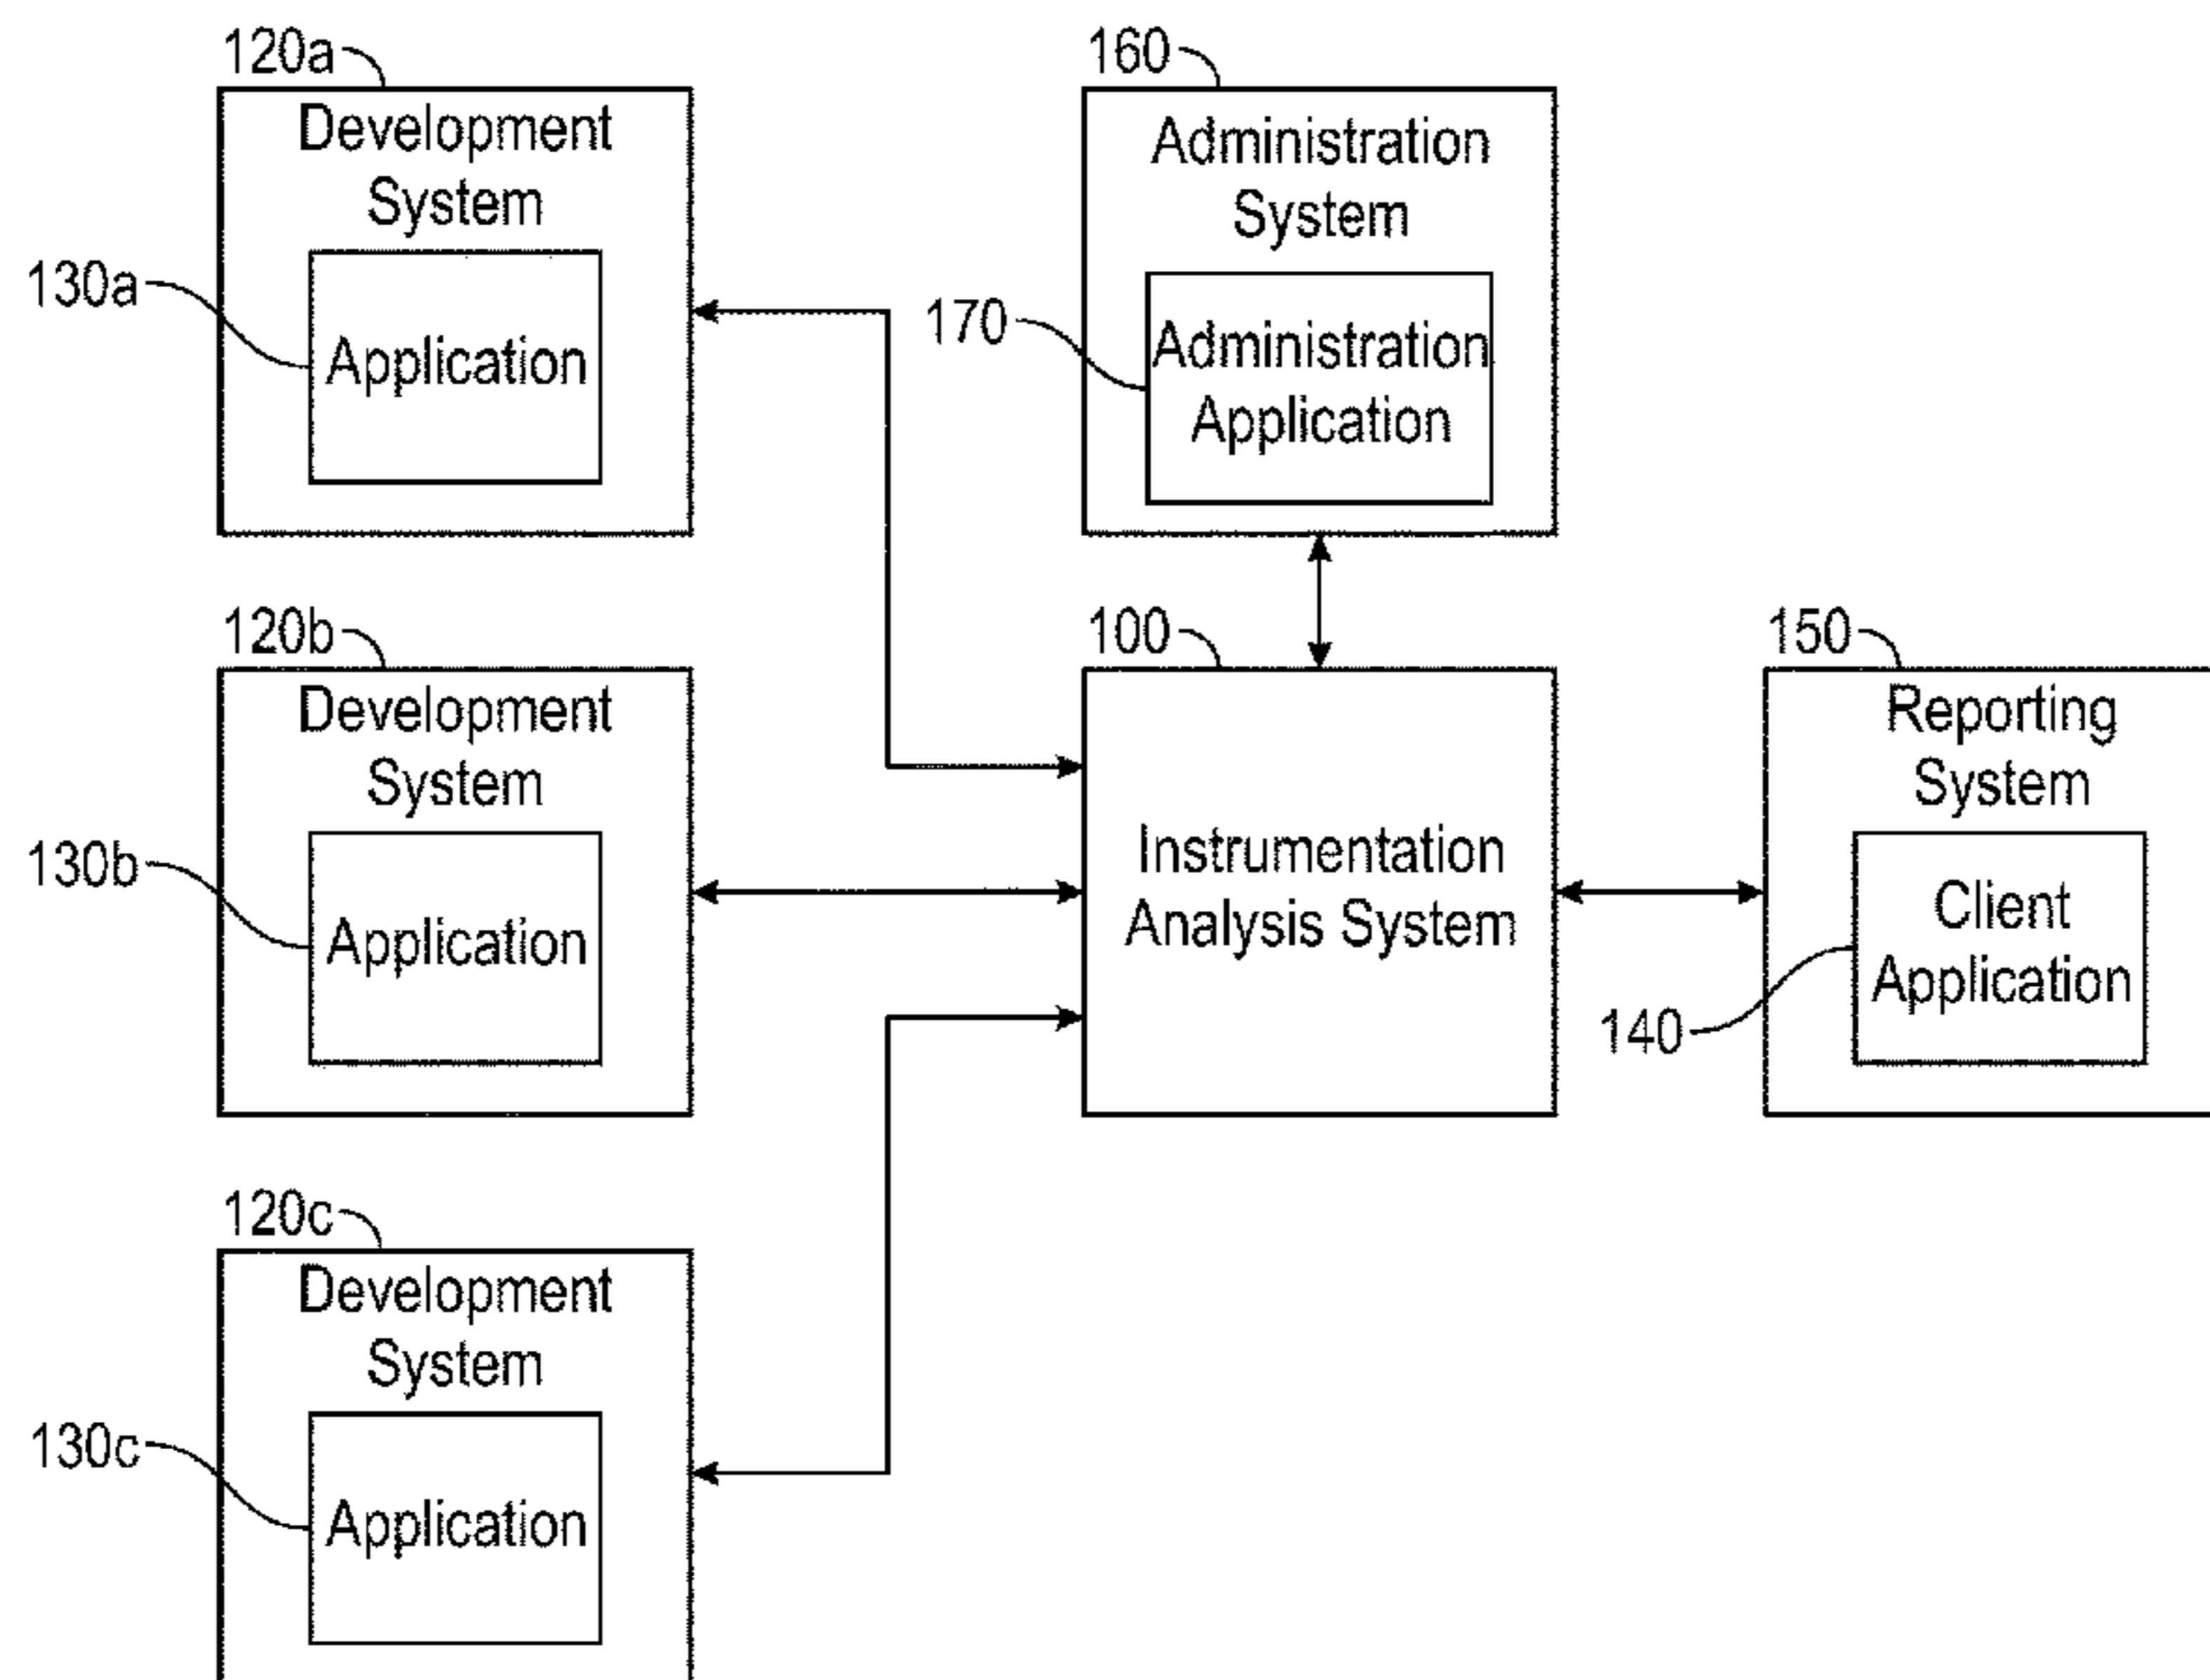 120a
Development
System
130a
Application
160
Administration
System
170
Administration
Application
120b
Development
System
130b
Application
100
Instrumentation
Analysis System
150
Reporting
System
Client
Application
140
120c
Development
System
130c
Application